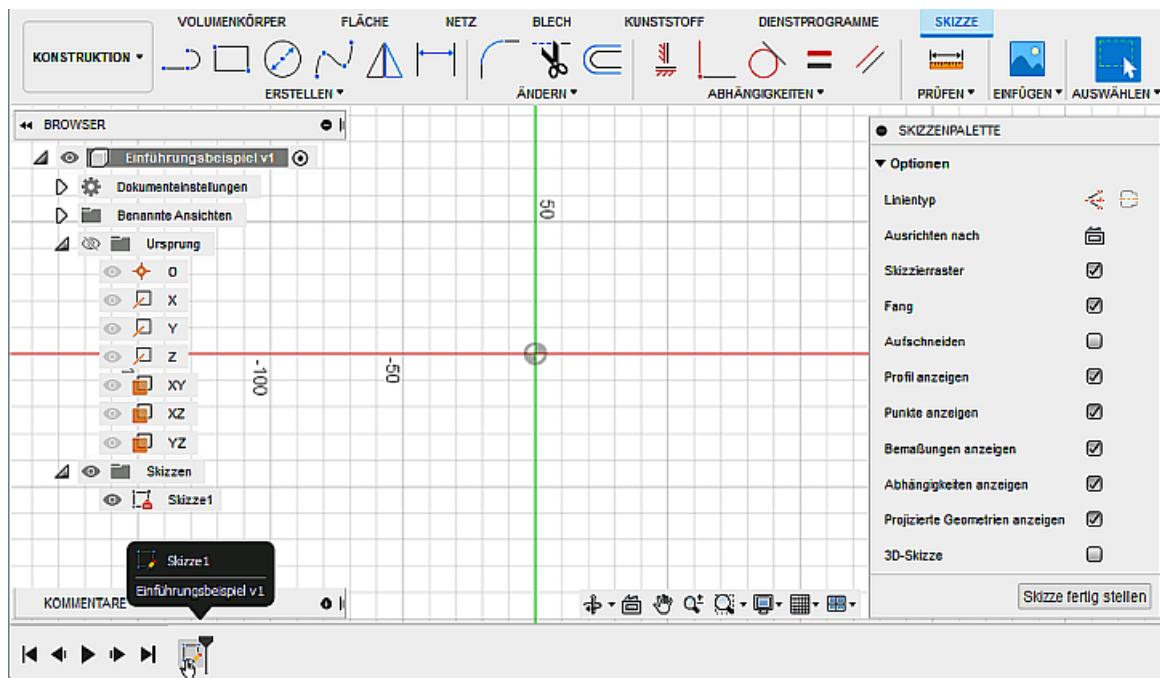 VOLUMENKÖRPER FLÄCHE NETZ BLECH KUNSTSTOFF DIENSTPROGRAMME SKIZZE
KONSTRUKTION
ERSTELLEN ÄNDERN ABHÄNGIGKEITEN PRÜFEN EINFÜGEN AUSWÄHLEN
BROWSER
Einführungsbeispiel v1
Dokumenteinstellungen
Benannte Ansichten
Ursprung
O
X
Y
Z
XY
XZ
YZ
Skizzen
Skizze1
Skizze1
Einführungsbeispiel v1
KOMMENTARE
50
-50
-100
SKIZZENPALETTE
Optionen
Linientyp
Ausrichten nach
Skizzierraster
Fang
Aufschneiden
Profil anzeigen
Punkte anzeigen
Bemaßungen anzeigen
Abhängigkeiten anzeigen
Projizierte Geometrien anzeigen
3D-Skizze
Skizze fertig stellen